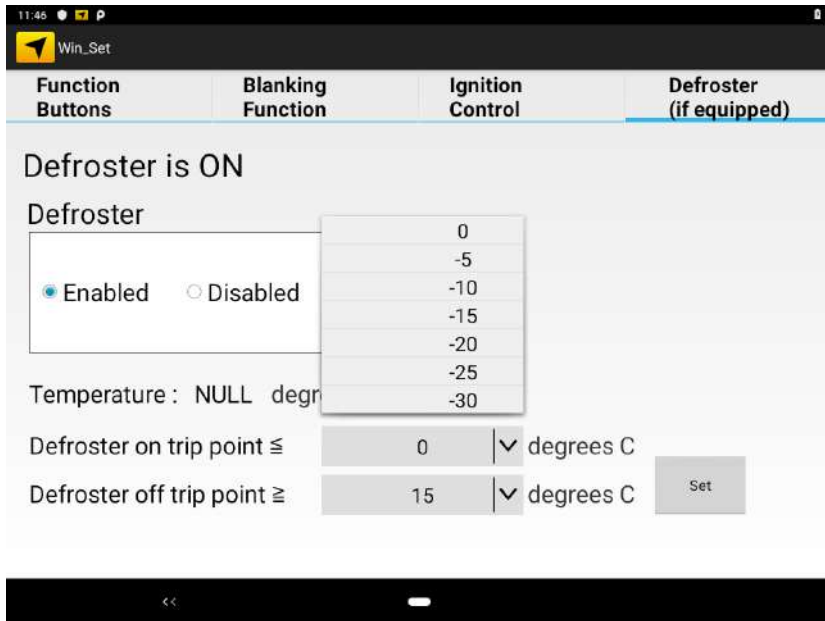 11:46
Win_Set
Function Buttons
Blanking Function
Ignition Control
Defroster (if equipped)
Defroster is ON
Defroster
Enabled Disabled
0
-5
-10
-15
-20
-25
-30
Temperature : NULL degr
Defroster on trip point ≦ 0 degrees C
Defroster off trip point ≧ 15 degrees C
Set
<<